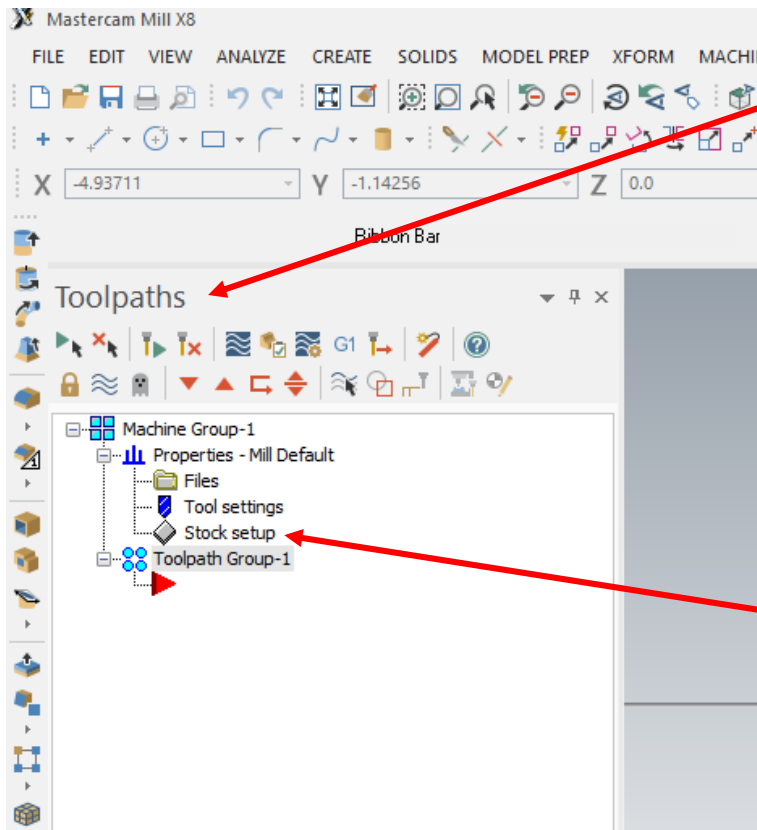 Mastercam Mill X8
FILE EDIT VIEW ANALYZE CREATE SOLIDS MODEL PREP XFORM MACHI
X -4.93711 Y -1.14256 Z 0.0
Ribbon Bar
Toolpaths
G1
Machine Group-1
Properties - Mill Default
Files
Tool settings
Stock setup
Toolpath Group-1